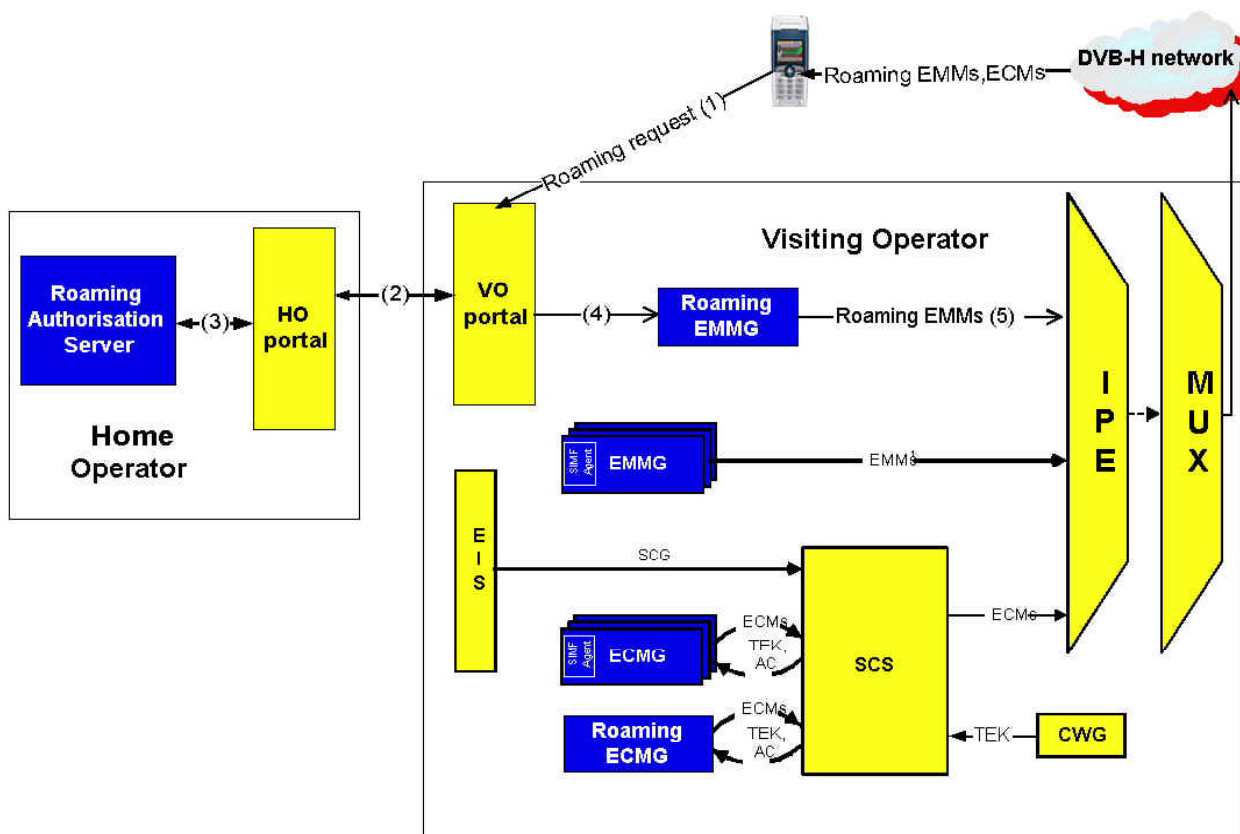 DVB-H network
Roaming EMMs,ECMs
Roaming request (1)
Visiting Operator
Roaming
Authorisation
Server
(3)
HO
portal
(2)
VO
portal
(4)
Roaming
EMMG
Roaming EMMs (5)
I
P
E
M
U
X
Home
Operator
SIMF
Agent
EMMG
EMMs
E
I
S
SCG
SIMF
Agent
ECMG
ECMs
TEK,
AC
SCS
ECMs
Roaming
ECMG
ECMs
TEK,
AC
TEK
CWG